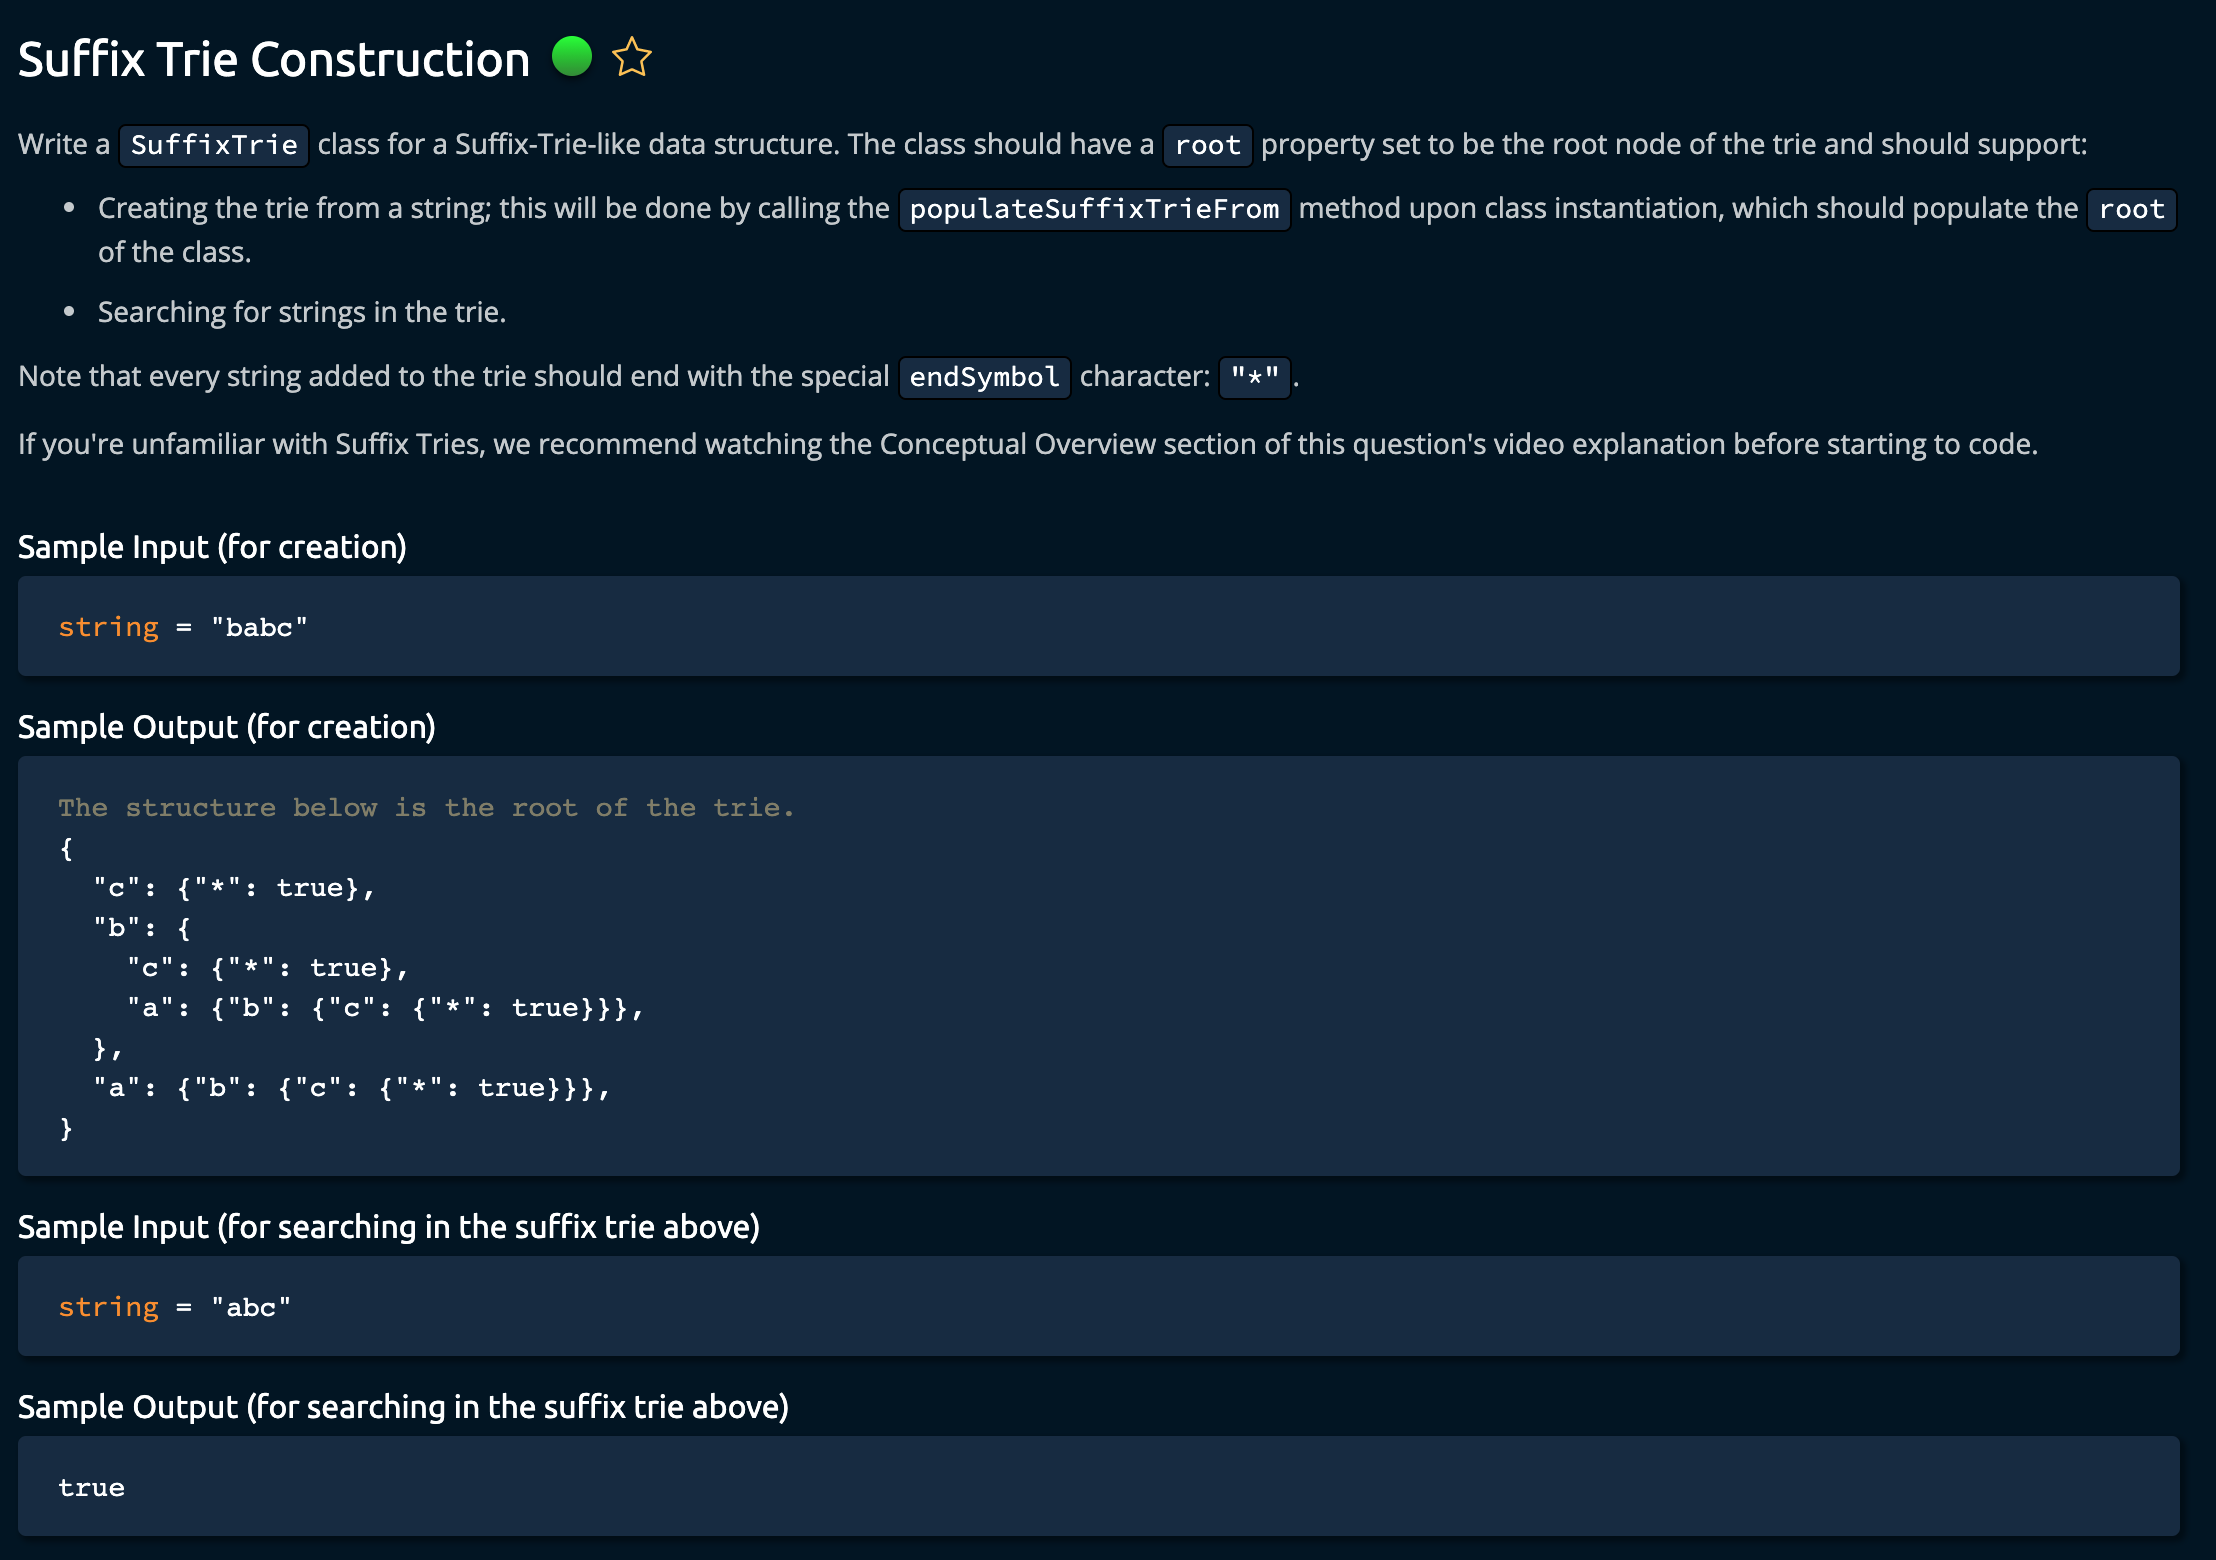 Suffix Trie Construction
Write a SuffixTrie class for a Suffix-Trie-like data structure. The class should have a root property set to be the root node of the trie and should support:
• Creating the trie from a string; this will be done by calling the populateSuffixTrieFrom method upon class instantiation, which should populate the root
of the class.
• Searching for strings in the trie.
Note that every string added to the trie should end with the special endSymbol character: "*".
If you're unfamiliar with Suffix Tries, we recommend watching the Conceptual Overview section of this question's video explanation before starting to code.
Sample Input (for creation)
string = "babc"
Sample Output (for creation)
The structure below is the root of the trie.
{
  "c": {"*": true},
  "b": {
    "c": {"*": true},
    "a": {"b": {"c": {"*": true}}},
  },
  "a": {"b": {"c": {"*": true}}},
}
Sample Input (for searching in the suffix trie above)
string = "abc"
Sample Output (for searching in the suffix trie above)
true